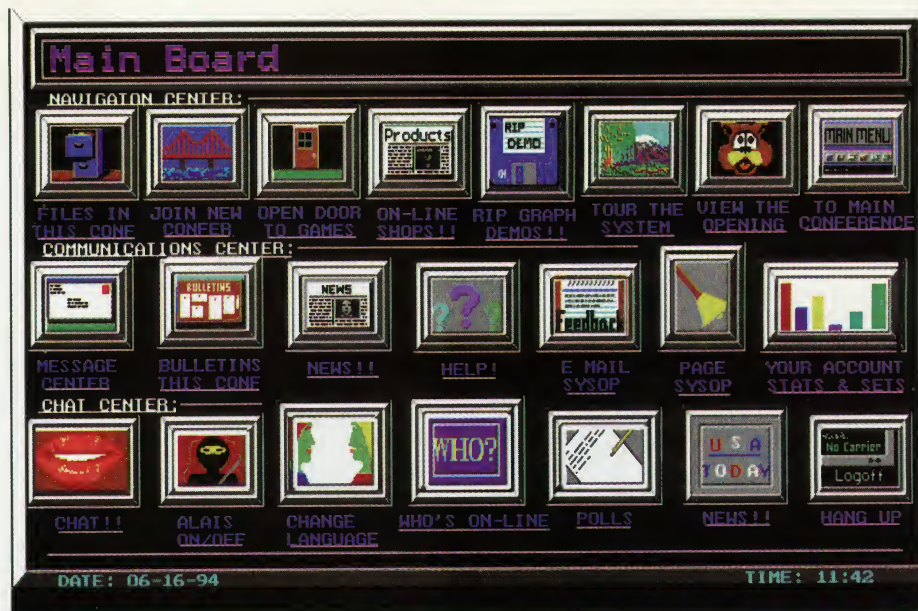 Main Board
NAVIGATON CENTER:
Products
RIP
DEMO
MAIN MENU
FILES IN
THIS CONF
JOIN NEW
CONFER
OPEN DOOR
TO GAMES
ON-LINE
SHOPS!!
RIP GRAPH
DEMOS!!
TOUR THE
SYSTEM
VIEW THE
OPENING
TO MAIN
CONFERENCE
COMMUNICATIONS CENTER:
BULLETINS
NEWS
?
Feedback
MESSAGE
CENTER
BULLETINS
THIS CONF
NEWS!!
HELP!
E MAIL
SYSOP
PAGE
SYSOP
YOUR ACCOUNT
STATS & SETS
CHAT CENTER:
WHO?
USA
TODAY
No Carrier
Logoff
CHAT!!
ALAIS
ON/OFF
CHANGE
LANGUAGE
WHO'S ON-LINE
POLLS
NEWS!!
HANG UP
DATE: 06-16-94
TIME: 11:42